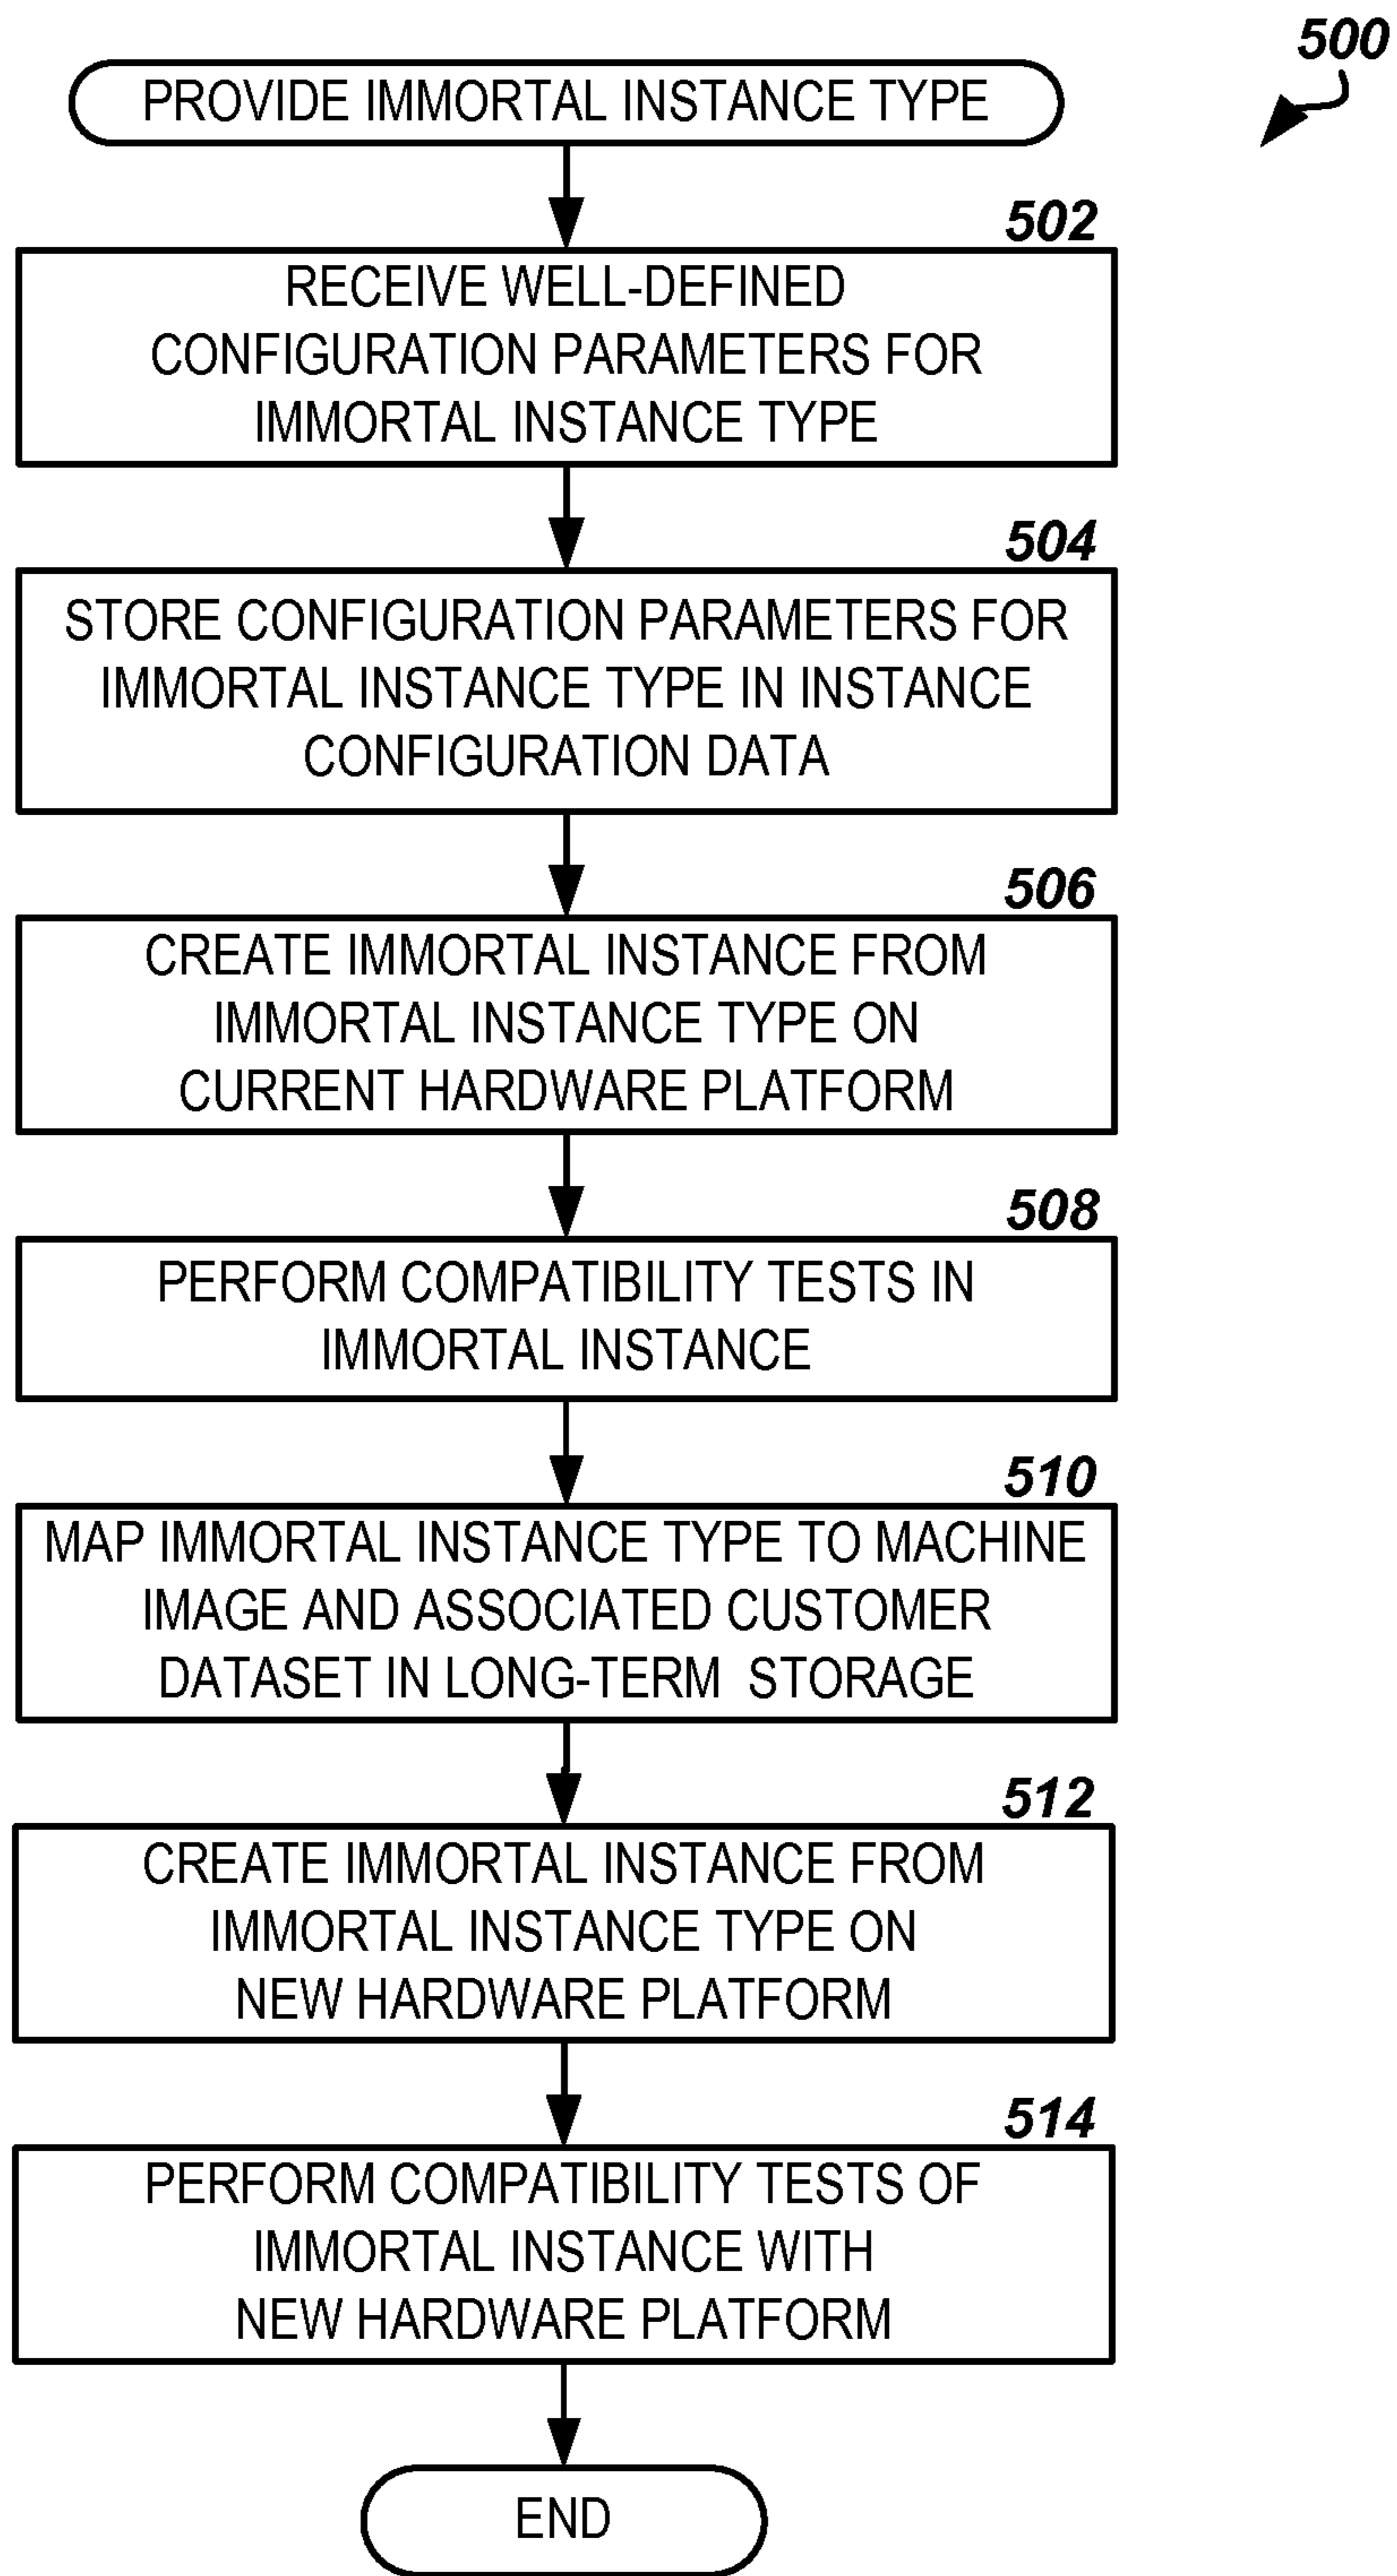 500
PROVIDE IMMORTAL INSTANCE TYPE
502
RECEIVE WELL-DEFINED
CONFIGURATION PARAMETERS FOR
IMMORTAL INSTANCE TYPE
504
STORE CONFIGURATION PARAMETERS FOR
IMMORTAL INSTANCE TYPE IN INSTANCE
CONFIGURATION DATA
506
CREATE IMMORTAL INSTANCE FROM
IMMORTAL INSTANCE TYPE ON
CURRENT HARDWARE PLATFORM
508
PERFORM COMPATIBILITY TESTS IN
IMMORTAL INSTANCE
510
MAP IMMORTAL INSTANCE TYPE TO MACHINE
IMAGE AND ASSOCIATED CUSTOMER
DATASET IN LONG-TERM STORAGE
512
CREATE IMMORTAL INSTANCE FROM
IMMORTAL INSTANCE TYPE ON
NEW HARDWARE PLATFORM
514
PERFORM COMPATIBILITY TESTS OF
IMMORTAL INSTANCE WITH
NEW HARDWARE PLATFORM
END